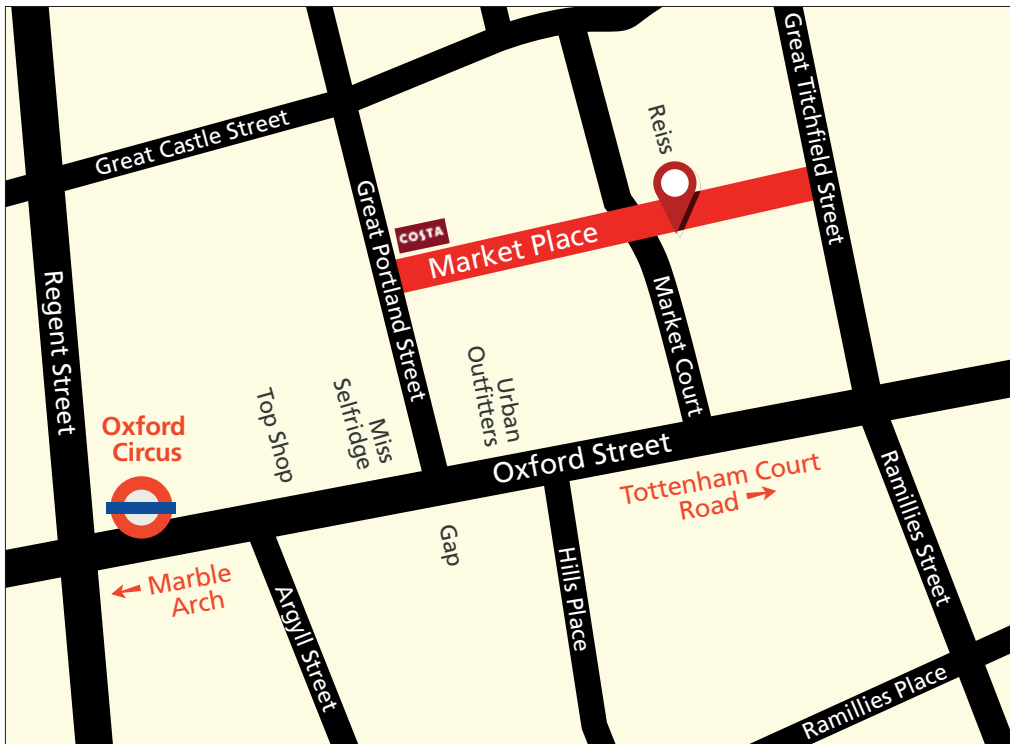 Great Titchfield Street
Great Castle Street
Reiss
Great Portland Street
COSTA
Market Place
Regent Street
Market Court
Urban
Outfitters
Miss
Selfridge
Top Shop
Oxford
Circus
Oxford Street
Tottenham Court
Road
Ramillies Street
Gap
Hills Place
Marble
Arch
Argyll Street
Ramillies Place